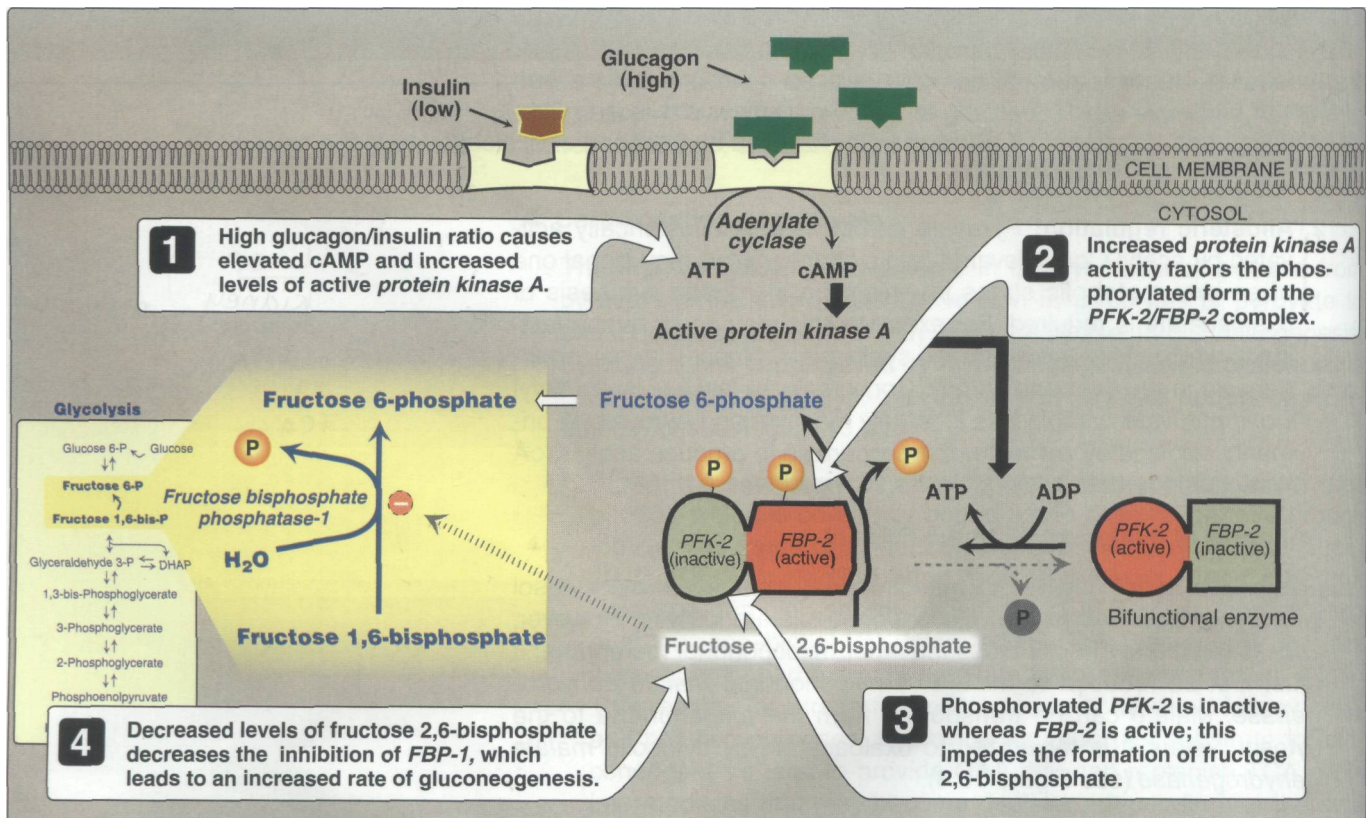 Glucagon
(high)
Insulin
(low)
CELL MEMBRANE
CYTOSOL
1
High glucagon/insulin ratio causes
elevated cAMP and increased
levels of active protein kinase A.
Adenylate
cyclase
ATP
cAMP
Active protein kinase A
2
Increased protein kinase A
activity favors the phos-
phorylated form of the
PFK-2/FBP-2 complex.
Glycolysis
Glucose 6-P
Glucose
Fructose 6-P
Fructose 1,6-bis-P
Glyceraldehyde 3-P
DHAP
1,3-bis-Phosphoglycerate
3-Phosphoglycerate
2-Phosphoglycerate
Phosphoenolpyruvate
Fructose 6-phosphate
P
Fructose bisphosphate
phosphatase-1
H₂O
–
Fructose 1,6-bisphosphate
Fructose 6-phosphate
P
P
P
PFK-2
(inactive)
FBP-2
(active)
Fructose 2,6-bisphosphate
ATP
ADP
P
PFK-2
(active)
FBP-2
(inactive)
Bifunctional enzyme
3
Phosphorylated PFK-2 is inactive,
whereas FBP-2 is active; this
impedes the formation of fructose
2,6-bisphosphate.
4
Decreased levels of fructose 2,6-bisphosphate
decreases the inhibition of FBP-1, which
leads to an increased rate of gluconeogenesis.